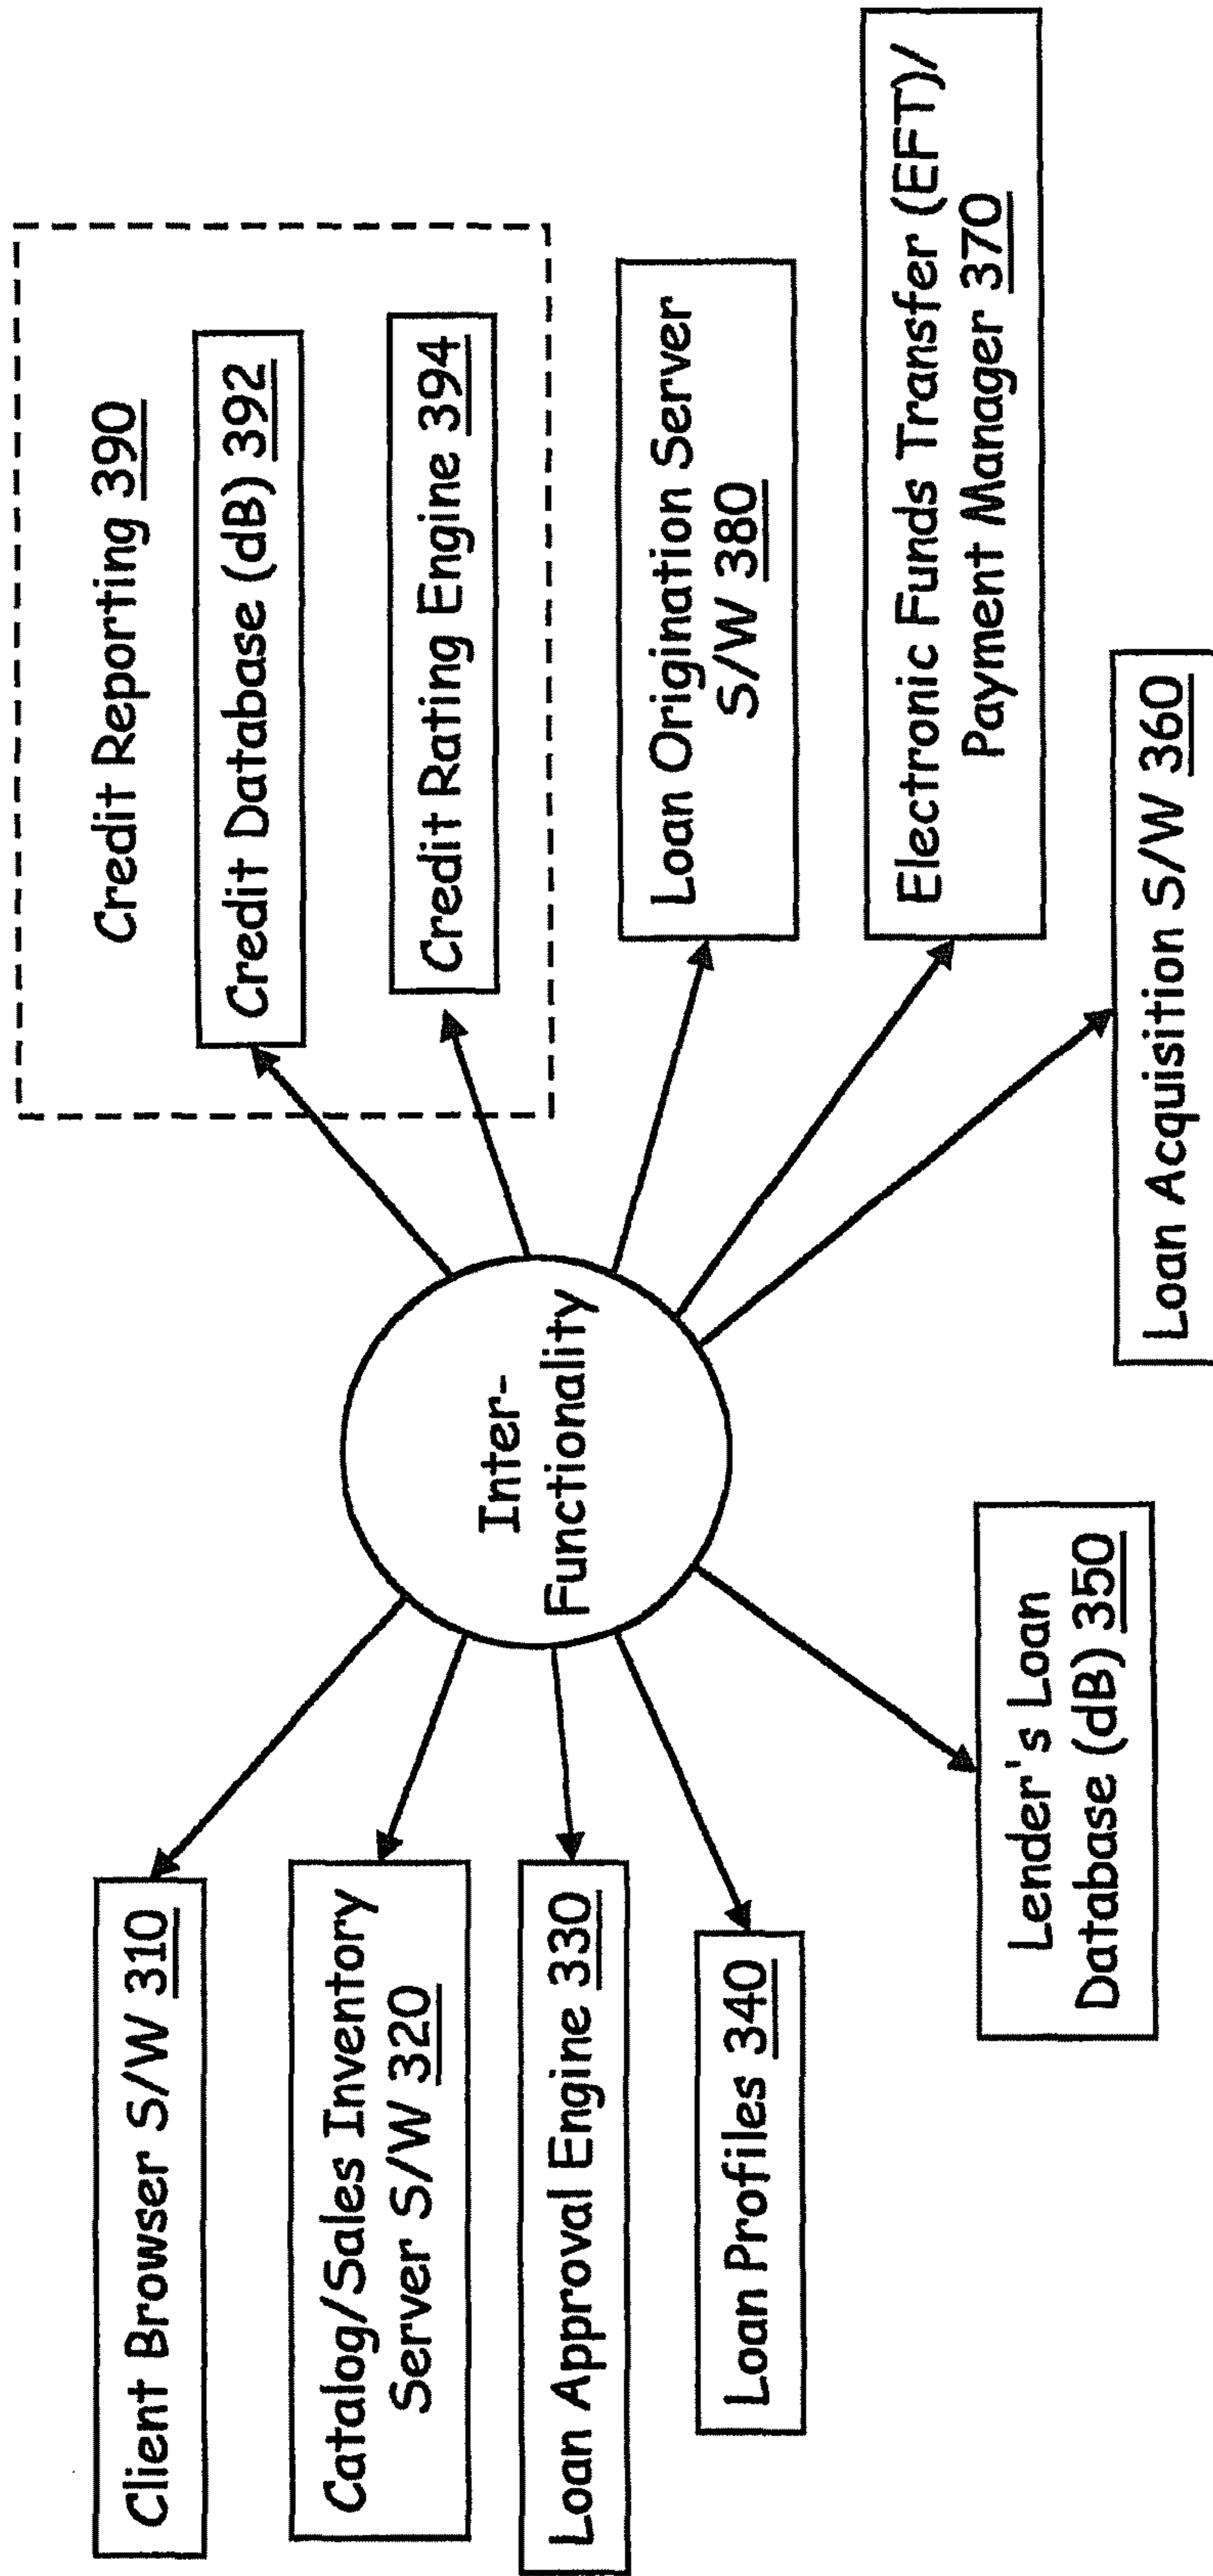 Client Browser S/W 310
Catalog/Sales Inventory
Server S/W 320
Loan Approval Engine 330
Loan Profiles 340
Lender's Loan
Database (dB) 350
Inter-
Functionality
Credit Reporting 390
Credit Database (dB) 392
Credit Rating Engine 394
Loan Origination Server
S/W 380
Electronic Funds Transfer (EFT)/
Payment Manager 370
Loan Acquisition S/W 360